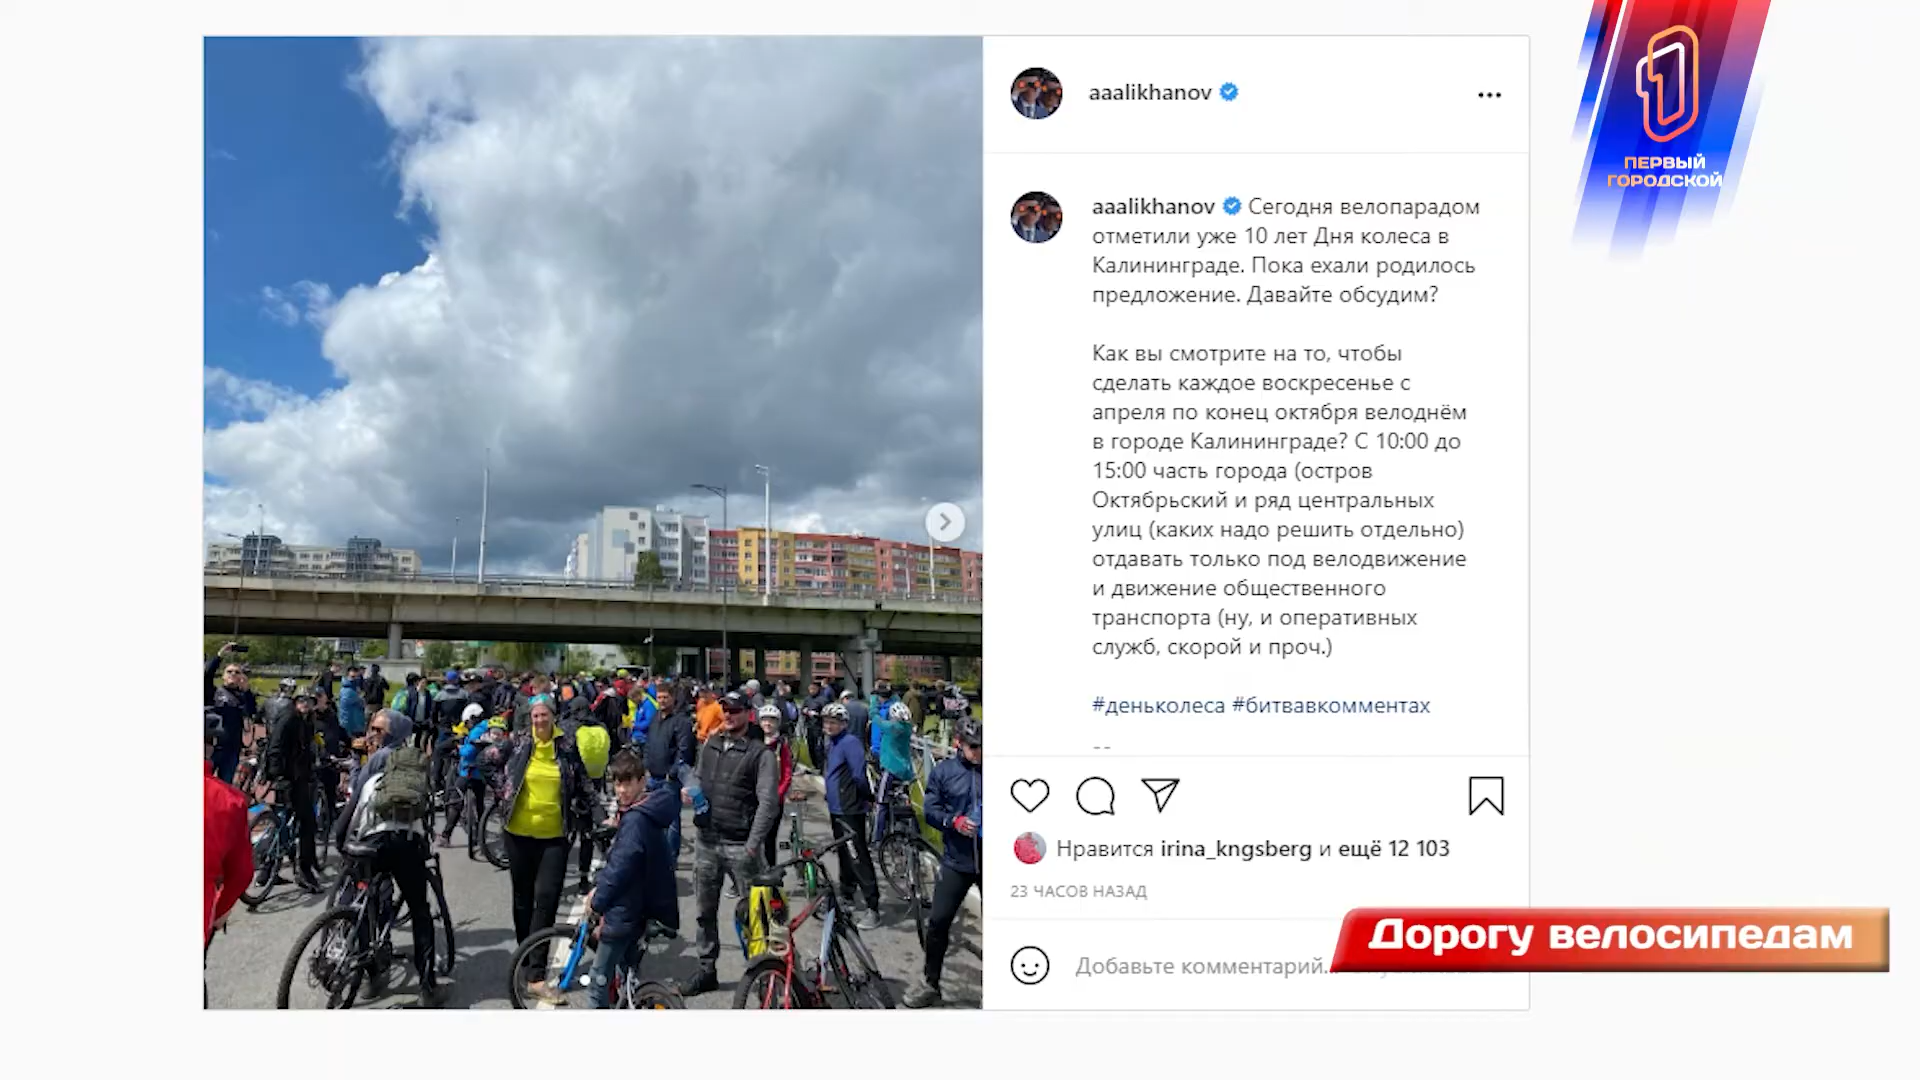 aaalikhanov
aaalikhanov Сегодня велопарадом
отметили уже 10 лет Дня колеса в
Калининграде. Пока ехали родилось
предложение. Давайте обсудим?
Как вы смотрите на то, чтобы
сделать каждое воскресенье с
апреля по конец октября велоднём
в городе Калининграде? С 10:00 до
15:00 часть города (остров
Октябрьский и ряд центральных
улиц (каких надо решить отдельно)
отдавать только под велодвижение
и движение общественного
транспорта (ну, и оперативных
служб, скорой и проч.)
#деньколеса #битвавкомментах
Нравится irina_kngsberg и ещё 12 103
23 ЧАСОВ НАЗАД
Добавьте комментарий...
1
ПЕРВЫЙ
ГОРОДСКОЙ
Дорогу велосипедам